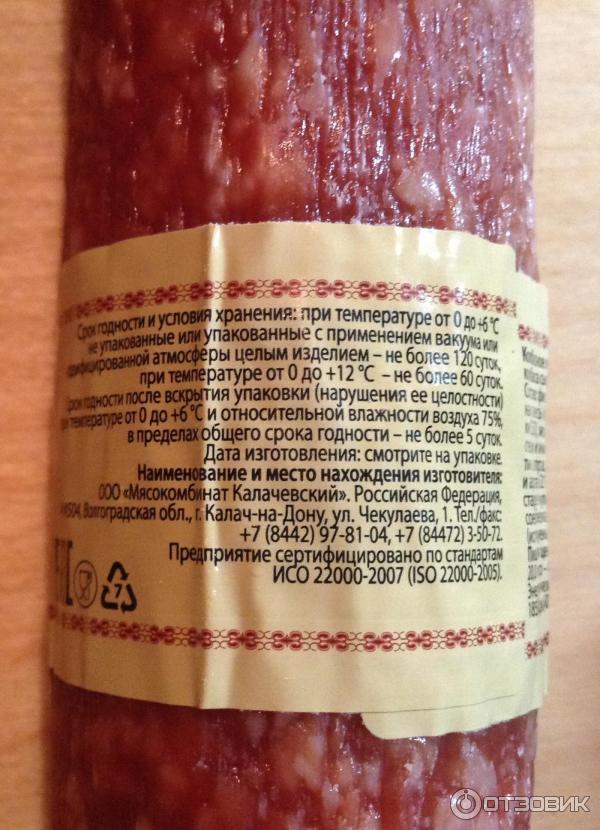 Срок годности и условия хранения: при температуре от 0 до +6 °С
не упакованные или упакованные с применением вакуума или
модифицированной атмосферы целым изделием – не более 120 суток,
при температуре от 0 до +12 °С – не более 60 суток.
Срок годности после вскрытия упаковки (нарушения ее целостности)
при температуре от 0 до +6°С и относительной влажности воздуха 75%,
в пределах общего срока годности – не более 5 суток.
Дата изготовления: смотрите на упаковке.
Наименование и место нахождения изготовителя:
ООО «Мясокомбинат Калачевский». Российская Федерация,
Волгоградская обл., г. Калач-на-Дону, ул. Чекулаева, 1. Тел./факс:
+7 (8442) 97-81-04, +7 (84472) 3-50-72.
Предприятие сертифицировано по стандартам
ИСО 22000-2007 (ISO 22000-2005).
EAC
7
ОТЗОВИК